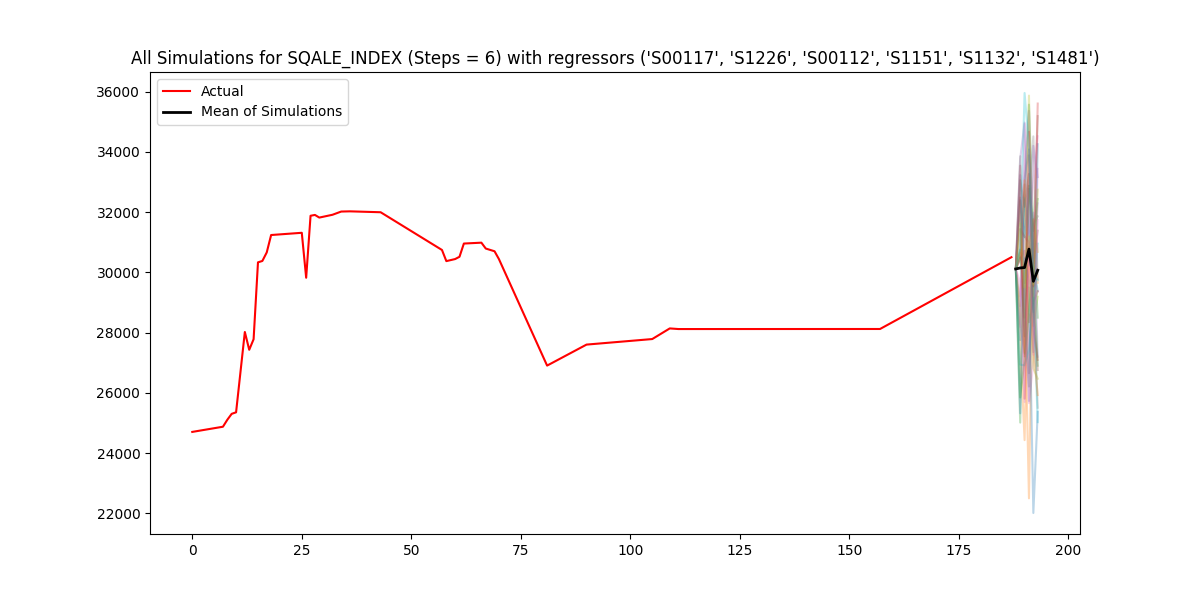 All Simulations for SQALE_INDEX (Steps = 6) with regressors ('S00117', 'S1226', 'S00112', 'S1151', 'S1132', 'S1481')
Actual
Mean of Simulations
36000
34000
32000
30000
28000
26000
24000
22000
0 25 50 75 100 125 150 175 200